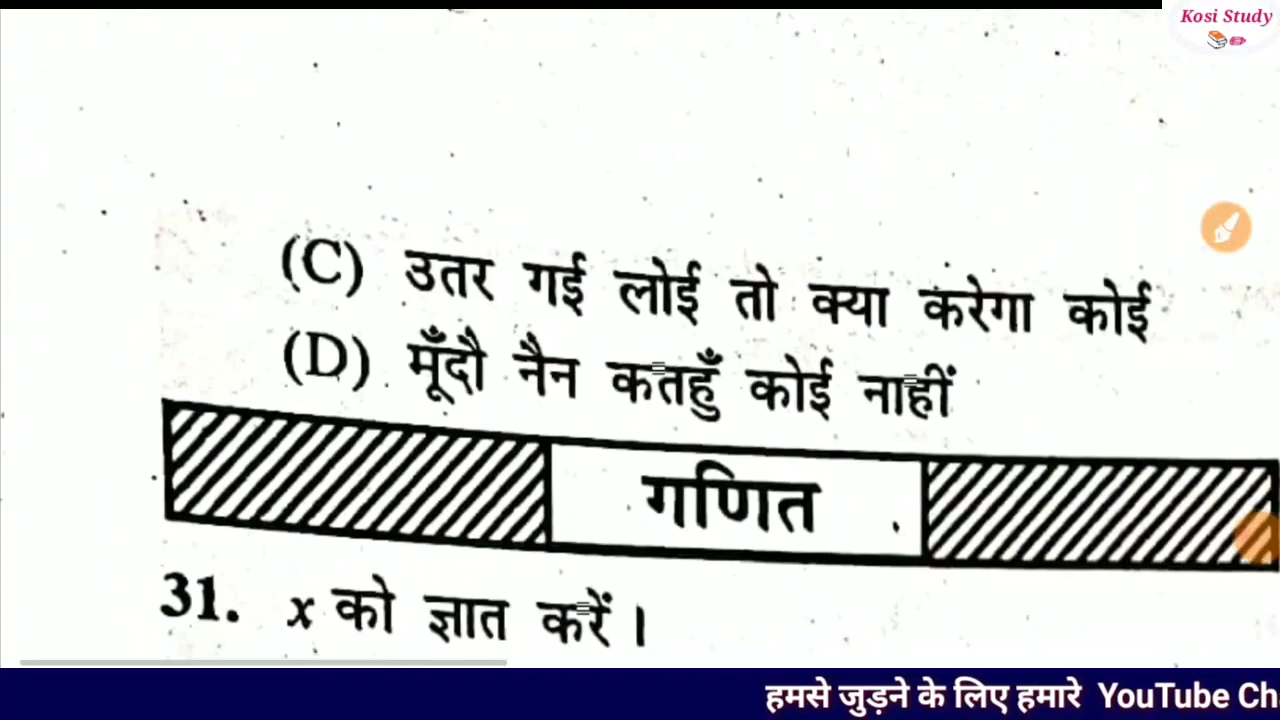 Kosi Study
(C) उतर गई लोई तो क्या करेगा कोई
(D) मूँदौ नैन कतहुँ कोई नाहीं
गणित
31. x को ज्ञात करें।
हमसे जुड़ने के लिए हमारे YouTube Ch